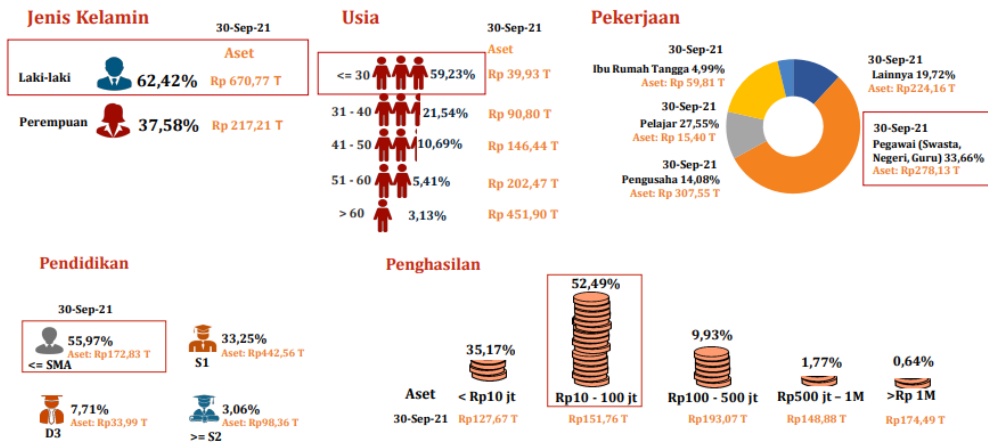 Jenis Kelamin
30-Sep-21
Aset
Laki-laki 62,42% Rp 670,77 T
Perempuan 37,58% Rp 217,21 T
Usia
30-Sep-21
Aset
<= 30 59,23% Rp 39,93 T
31 - 40 21,54% Rp 90,80 T
41 - 50 10,69% Rp 146,44 T
51 - 60 5,41% Rp 202,47 T
> 60 3,13% Rp 451,90 T
Pekerjaan
30-Sep-21
Ibu Rumah Tangga 4,99%
Aset: Rp 59,81 T
30-Sep-21
Pelajar 27,55%
Aset: Rp 15,40 T
30-Sep-21
Pengusaha 14,08%
Aset: Rp 307,55 T
30-Sep-21
Lainnya 19,72%
Aset: Rp224,16 T
30-Sep-21
Pegawai (Swasta,
Negeri, Guru) 33,66%
Aset: Rp278,13 T
Pendidikan
30-Sep-21
55,97%
Aset: Rp172,83 T
<= SMA
33,25%
Aset: Rp442,56 T
S1
7,71%
Aset: Rp33,99 T
D3
3,06%
Aset: Rp98,36 T
>= S2
Penghasilan
35,17% 52,49% 9,93% 1,77% 0,64%
Aset < Rp10 jt Rp10 - 100 jt Rp100 - 500 jt Rp500 jt – 1M >Rp 1M
30-Sep-21 Rp127,67 T Rp151,76 T Rp193,07 T Rp148,88 T Rp174,49 T